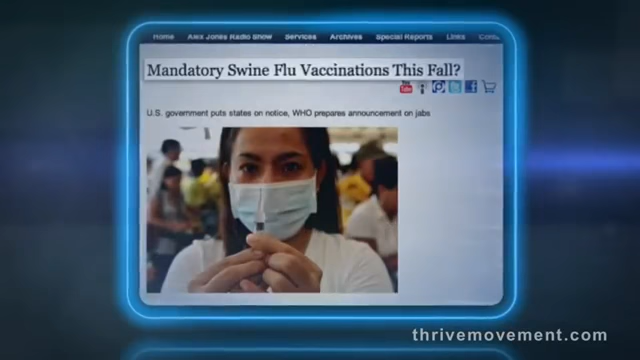 Home Alex Jones Radio Show Services Archives Special Reports Links
Mandatory Swine Flu Vaccinations This Fall?
U.S. government puts states on notice, WHO prepares announcement on jabs
thrivemovement.com